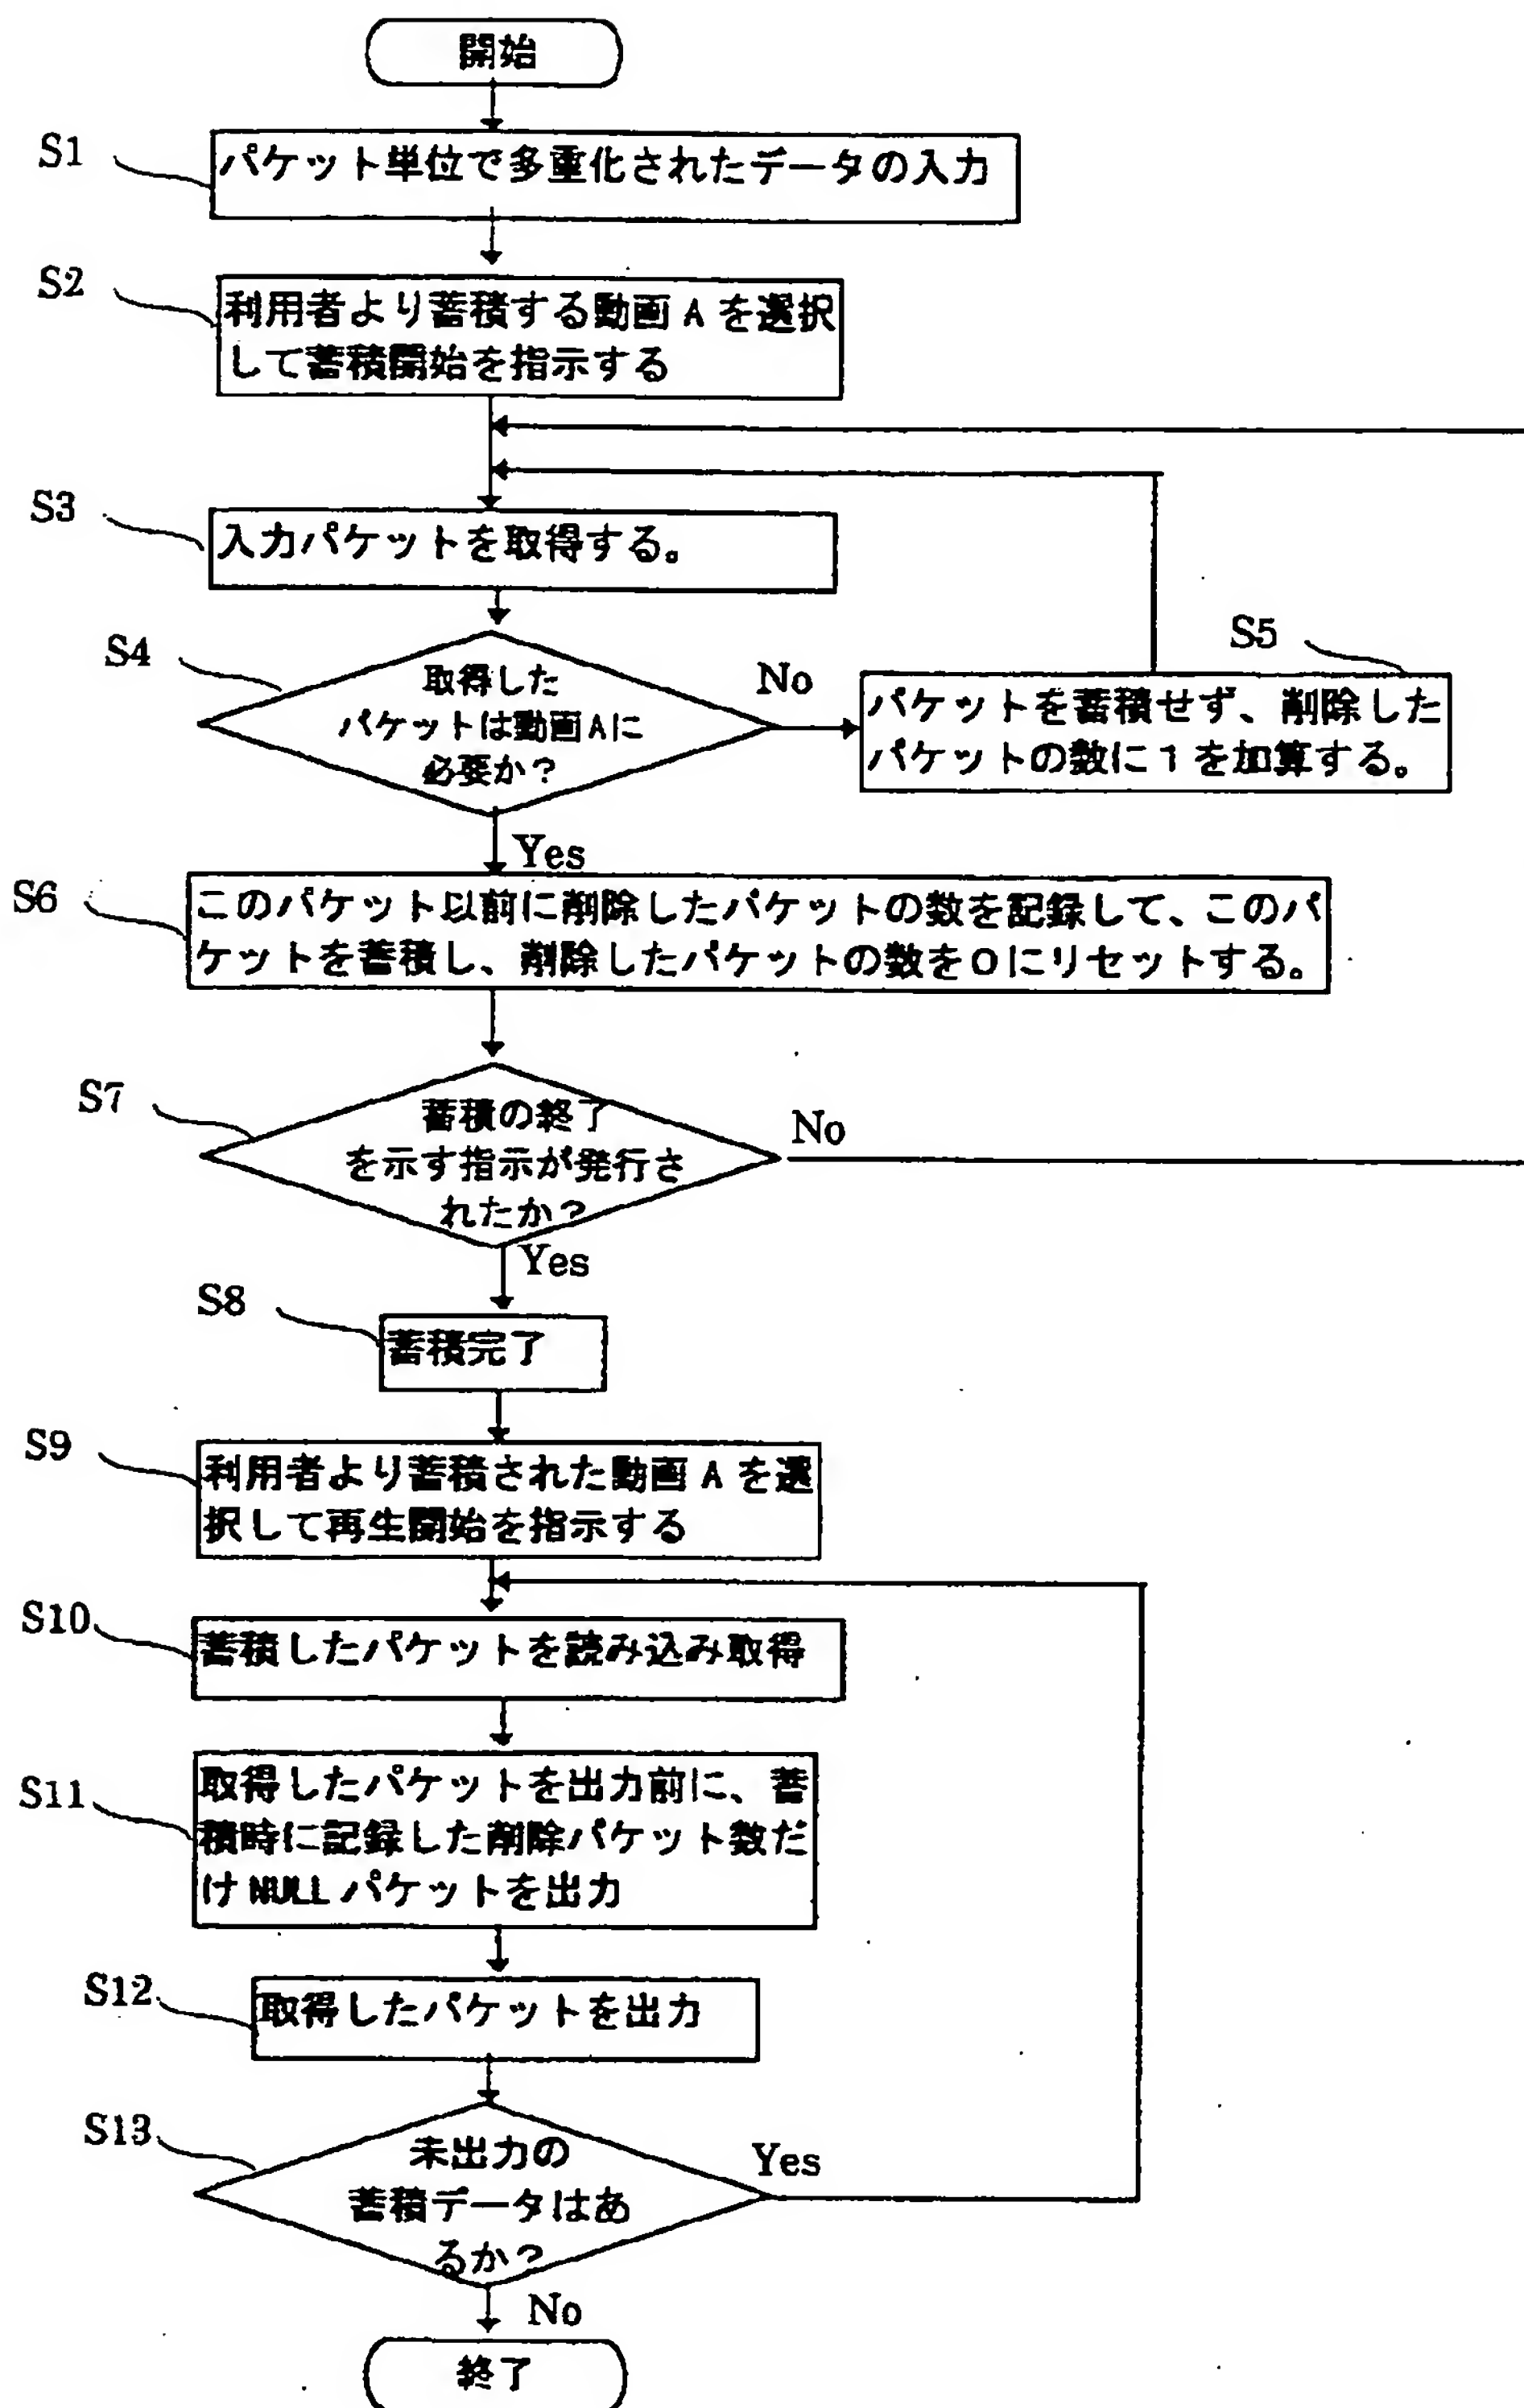 開始
S1
パケット単位で多重化されたデータの入力
S2
利用者より蓄積する動画 A を選択
して蓄積開始を指示する
S3
入力パケットを取得する。
S4
取得した
パケットは動画Aに
必要か?
No
S5
パケットを蓄積せず、削除した
パケットの数に1を加算する。
Yes
S6
このパケット以前に削除したパケットの数を記録して、このパ
ケットを蓄積し、削除したパケットの数を0にリセットする。
S7
蓄積の終了
を示す指示が発行さ
れたか?
No
Yes
S8
蓄積完了
S9
利用者より蓄積された動画 A を選
択して再生開始を指示する
S10
蓄積したパケットを読み込み取得
S11
取得したパケットを出力前に、蓄
積時に記録した削除パケット数だ
け NULL パケットを出力
S12
取得したパケットを出力
S13
未出力の
蓄積データはあ
るか?
Yes
No
終了